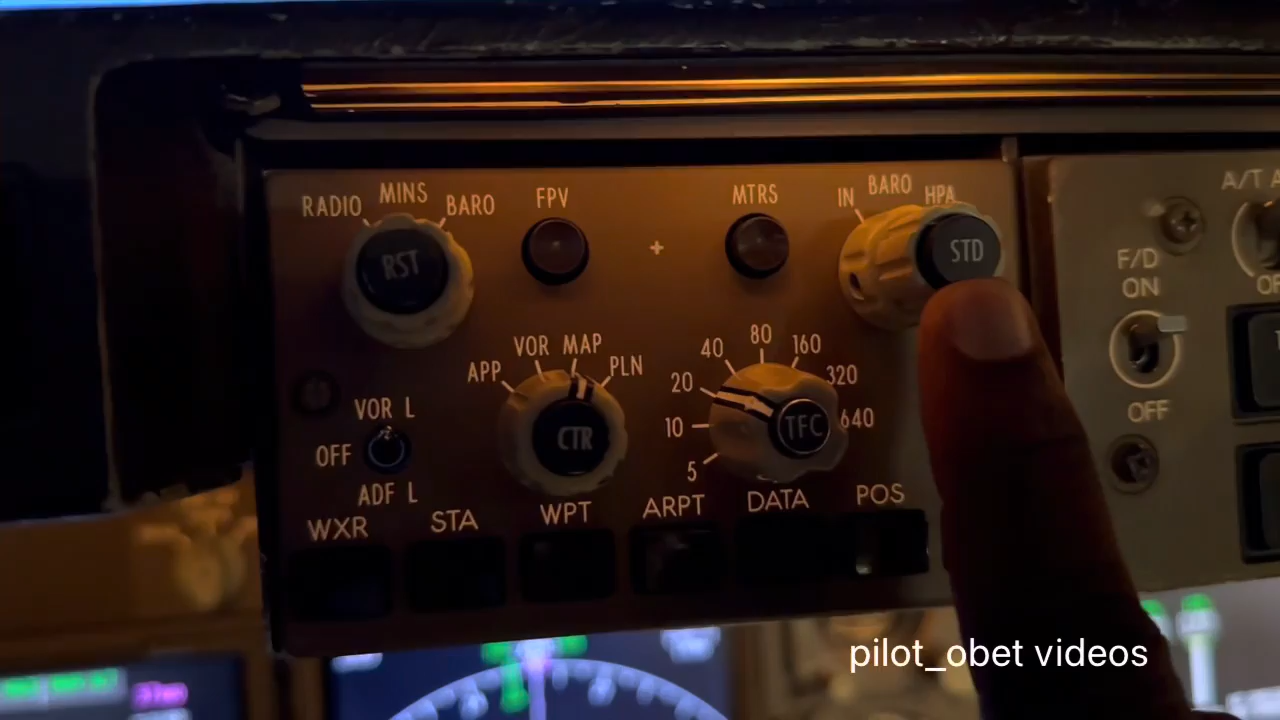 RADIO MINS BARO
FPV
MTRS
IN BARO HPA
A/T A
RST
STD
F/D
ON
OFF
APP VOR MAP PLN
CTR
5 10 20 40 80 160 320 640
TFC
VOR L
OFF
ADF L
WXR STA WPT ARPT DATA POS
pilot_obet videos